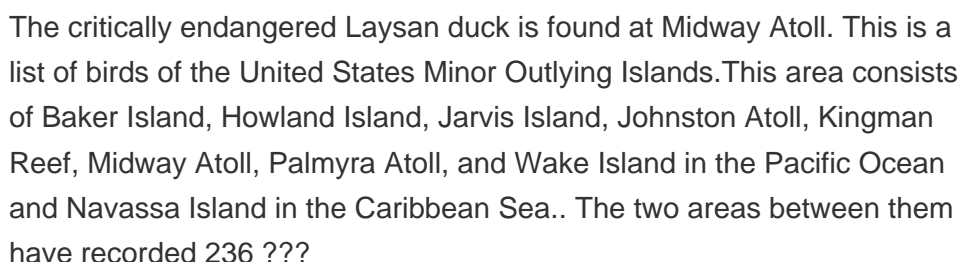 The critically endangered Laysan duck is found at Midway Atoll. This is a
list of birds of the United States Minor Outlying Islands.This area consists
of Baker Island, Howland Island, Jarvis Island, Johnston Atoll, Kingman
Reef, Midway Atoll, Palmyra Atoll, and Wake Island in the Pacific Ocean
and Navassa Island in the Caribbean Sea.. The two areas between them
have recorded 236 ???